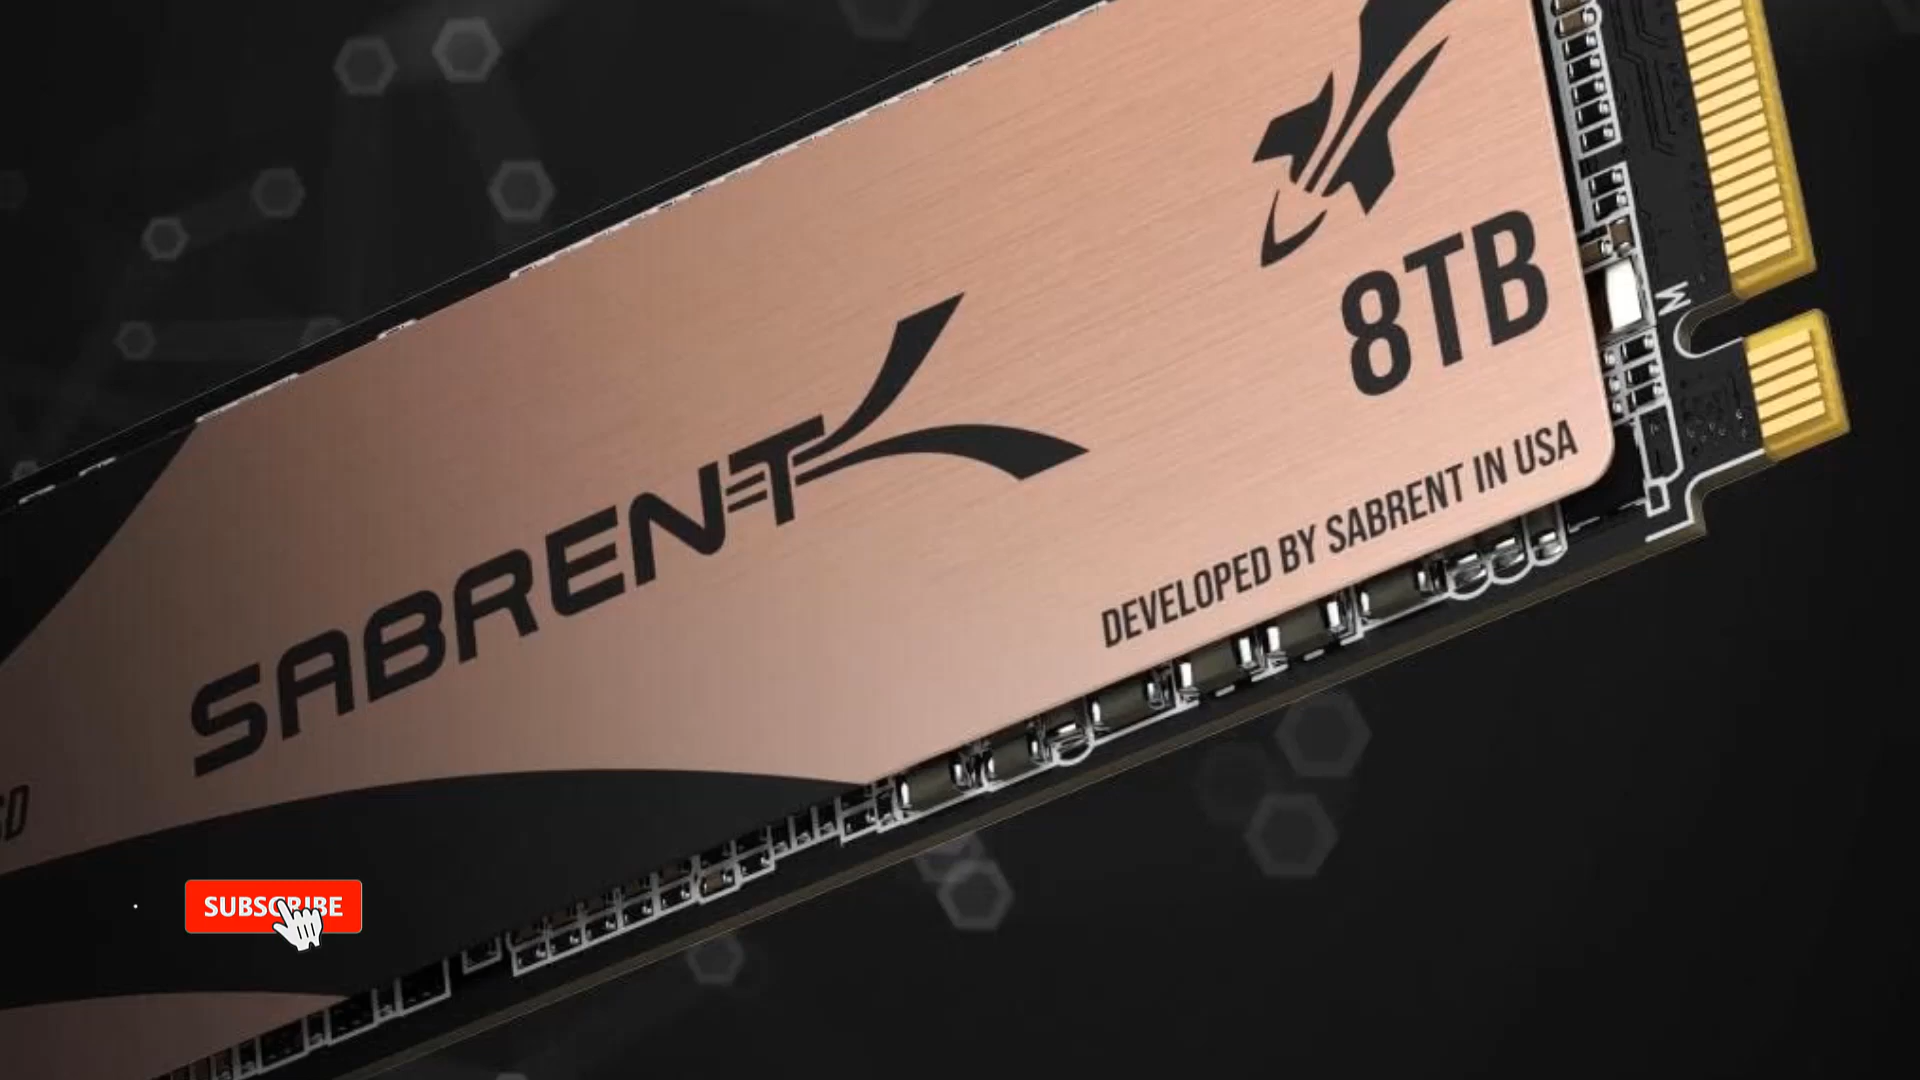 8TB
SABRENT
DEVELOPED BY SABRENT IN USA
M
SUBSCRIBE